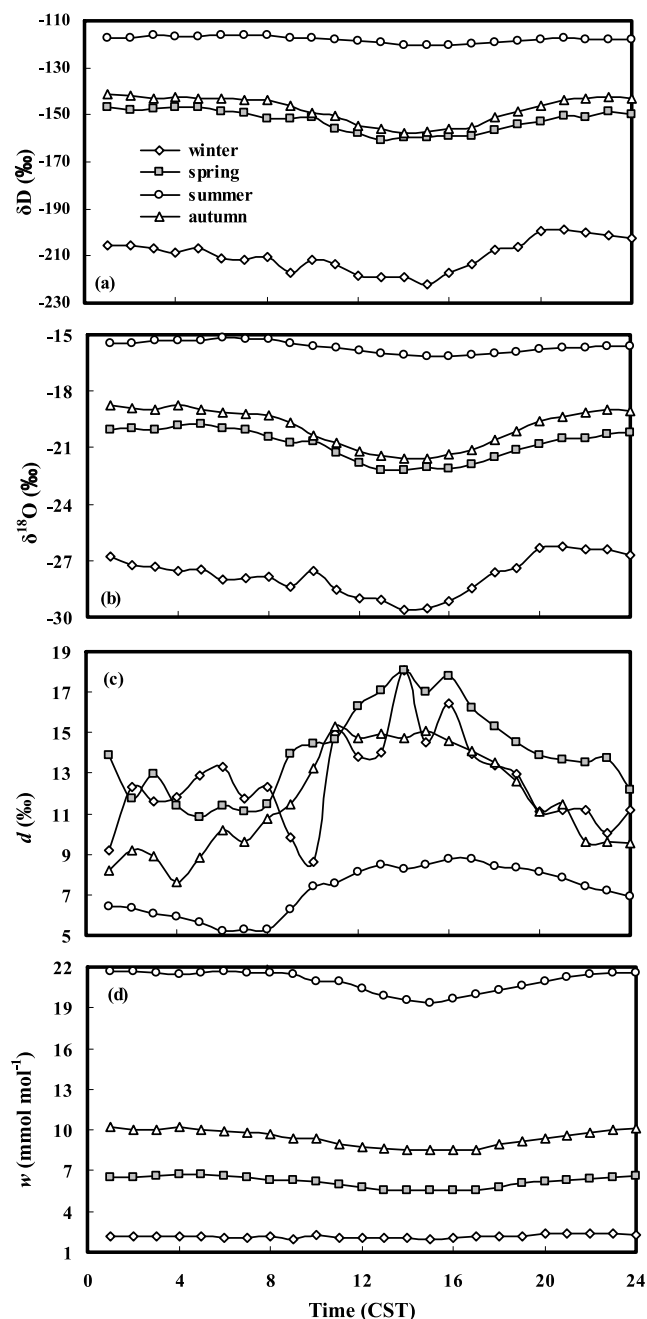 -110
-130
-150
-170
-190
-210
-230
δD (‰)
winter
spring
summer
autumn
(a)
-15
-18
-21
-24
-27
-30
δ¹⁸O (‰)
(b)
19
17
15
13
11
9
7
5
d (‰)
(c)
22
19
16
13
10
7
4
1
w (mmol mol⁻¹)
(d)
0 4 8 12 16 20 24
Time (CST)